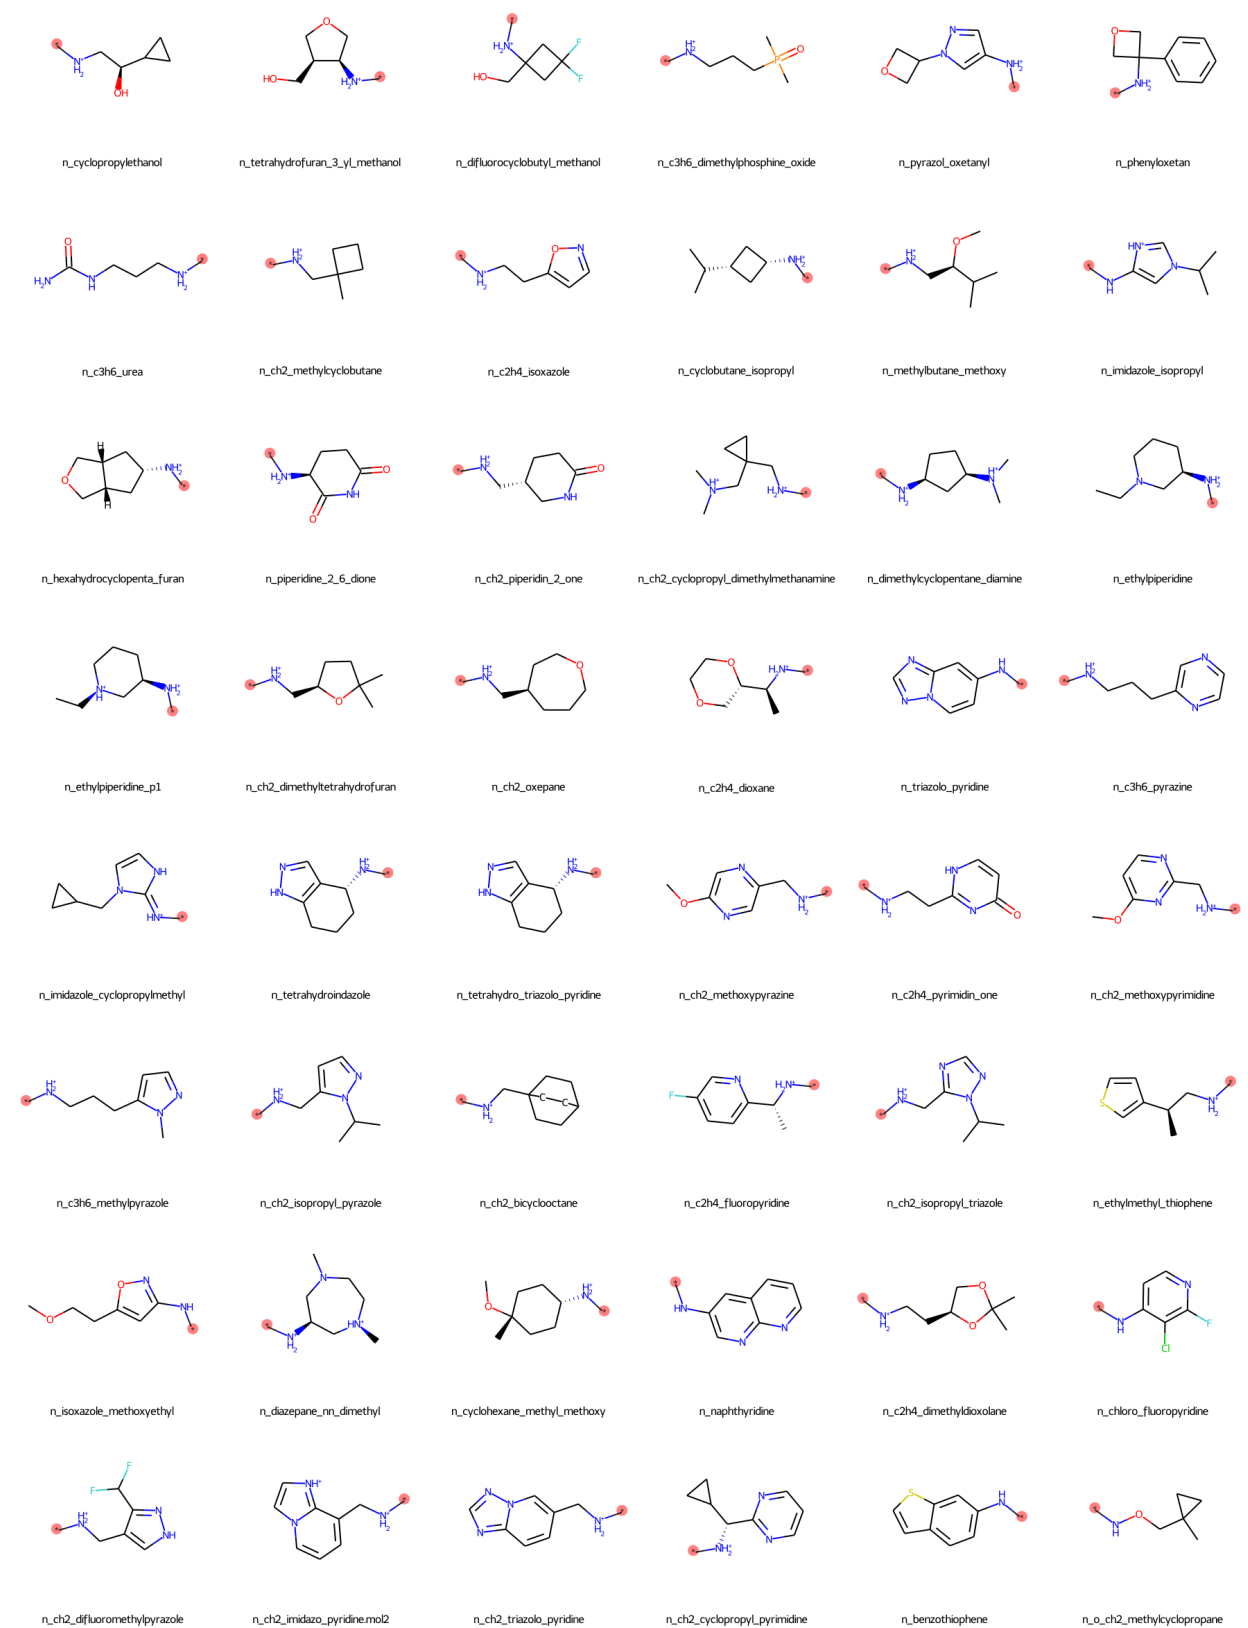 n_cyclopropylethanol
n_tetrahydrofuran_3_yl_methanol
n_difluorocyclobutyl_methanol
n_c3h6_dimethylphosphine_oxide
n_pyrazol_oxetanyl
n_phenyloxetan
n_c3h6_urea
n_ch2_methylcyclobutane
n_c2h4_isoxazole
n_cyclobutane_isopropyl
n_methylbutane_methoxy
n_imidazole_isopropyl
n_hexahydrocyclopenta_furan
n_piperidine_2_6_dione
n_ch2_piperidin_2_one
n_ch2_cyclopropyl_dimethylmethanamine
n_dimethylcyclopentane_diamine
n_ethylpiperidine
n_ethylpiperidine_p1
n_ch2_dimethyltetrahydrofuran
n_ch2_oxepane
n_c2h4_dioxane
n_triazolo_pyridine
n_c3h6_pyrazine
n_imidazole_cyclopropylmethyl
n_tetrahydroindazole
n_tetrahydro_triazolo_pyridine
n_ch2_methoxypyrazine
n_c2h4_pyrimidin_one
n_ch2_methoxypyrimidine
n_c3h6_methylpyrazole
n_ch2_isopropyl_pyrazole
n_ch2_bicyclooctane
n_c2h4_fluoropyridine
n_ch2_isopropyl_triazole
n_ethylmethyl_thiophene
n_isoxazole_methoxyethyl
n_diazepane_nn_dimethyl
n_cyclohexane_methyl_methoxy
n_naphthyridine
n_c2h4_dimethyldioxolane
n_chloro_fluoropyridine
n_ch2_difluoromethylpyrazole
n_ch2_imidazo_pyridine.mol2
n_ch2_triazolo_pyridine
n_ch2_cyclopropyl_pyrimidine
n_benzothiophene
n_o_ch2_methylcyclopropane